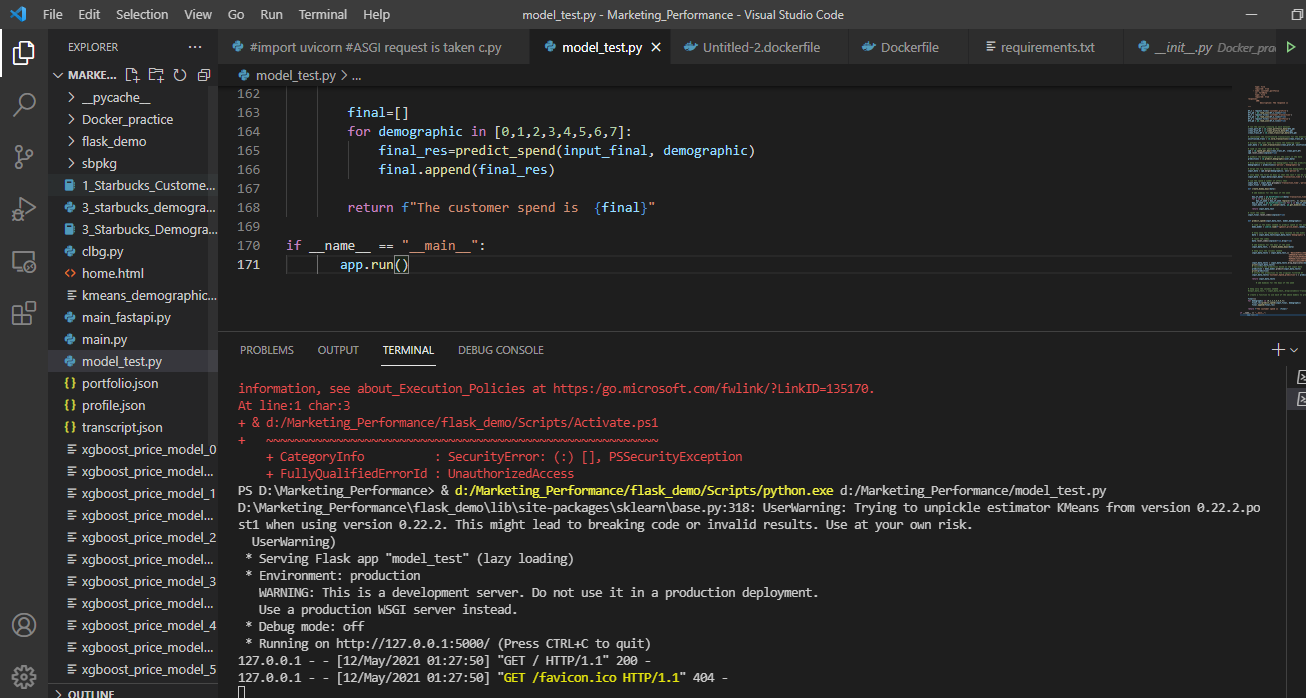 File Edit Selection View Go Run Terminal Help model_test.py - Marketing_Performance - Visual Studio Code
EXPLORER ...
#import uvicorn #ASGI request is taken c.py model_test.py Untitled-2.dockerfile Dockerfile requirements.txt __init__.py Docker_prac
MARKE...
model_test.py > ...
__pycache__
Docker_practice
flask_demo
sbpkg
1_Starbucks_Custome...
3_starbucks_demogra...
3_Starbucks_Demogra...
clbg.py
home.html
kmeans_demographic...
main_fastapi.py
main.py
model_test.py
portfolio.json
profile.json
transcript.json
xgboost_price_model_0
xgboost_price_model...
xgboost_price_model_1
xgboost_price_model...
xgboost_price_model_2
xgboost_price_model...
xgboost_price_model_3
xgboost_price_model...
xgboost_price_model_4
xgboost_price_model...
xgboost_price_model_5
OUTLINE
162
163 final=[]
164 for demographic in [0,1,2,3,4,5,6,7]:
165 final_res=predict_spend(input_final, demographic)
166 final.append(final_res)
167
168 return f"The customer spend is  {final}"
169
170 if __name__ == "__main__":
171 app.run()
PROBLEMS OUTPUT TERMINAL DEBUG CONSOLE
information, see about_Execution_Policies at https:/go.microsoft.com/fwlink/?LinkID=135170.
At line:1 char:3
+ & d:/Marketing_Performance/flask_demo/Scripts/Activate.ps1
+   ~~~~~~~~~~~~~~~~~~~~~~~~~~~~~~~~~~~~~~~~~~~~~~~~~~~~~~~~
+ CategoryInfo          : SecurityError: (:) [], PSSecurityException
+ FullyQualifiedErrorId : UnauthorizedAccess
PS D:\Marketing_Performance> & d:/Marketing_Performance/flask_demo/Scripts/python.exe d:/Marketing_Performance/model_test.py
D:\Marketing_Performance\flask_demo\lib\site-packages\sklearn\base.py:318: UserWarning: Trying to unpickle estimator KMeans from version 0.22.2.po
st1 when using version 0.22.2. This might lead to breaking code or invalid results. Use at your own risk.
UserWarning)
* Serving Flask app "model_test" (lazy loading)
* Environment: production
WARNING: This is a development server. Do not use it in a production deployment.
Use a production WSGI server instead.
* Debug mode: off
* Running on http://127.0.0.1:5000/ (Press CTRL+C to quit)
127.0.0.1 - - [12/May/2021 01:27:50] "GET / HTTP/1.1" 200 -
127.0.0.1 - - [12/May/2021 01:27:50] "GET /favicon.ico HTTP/1.1" 404 -